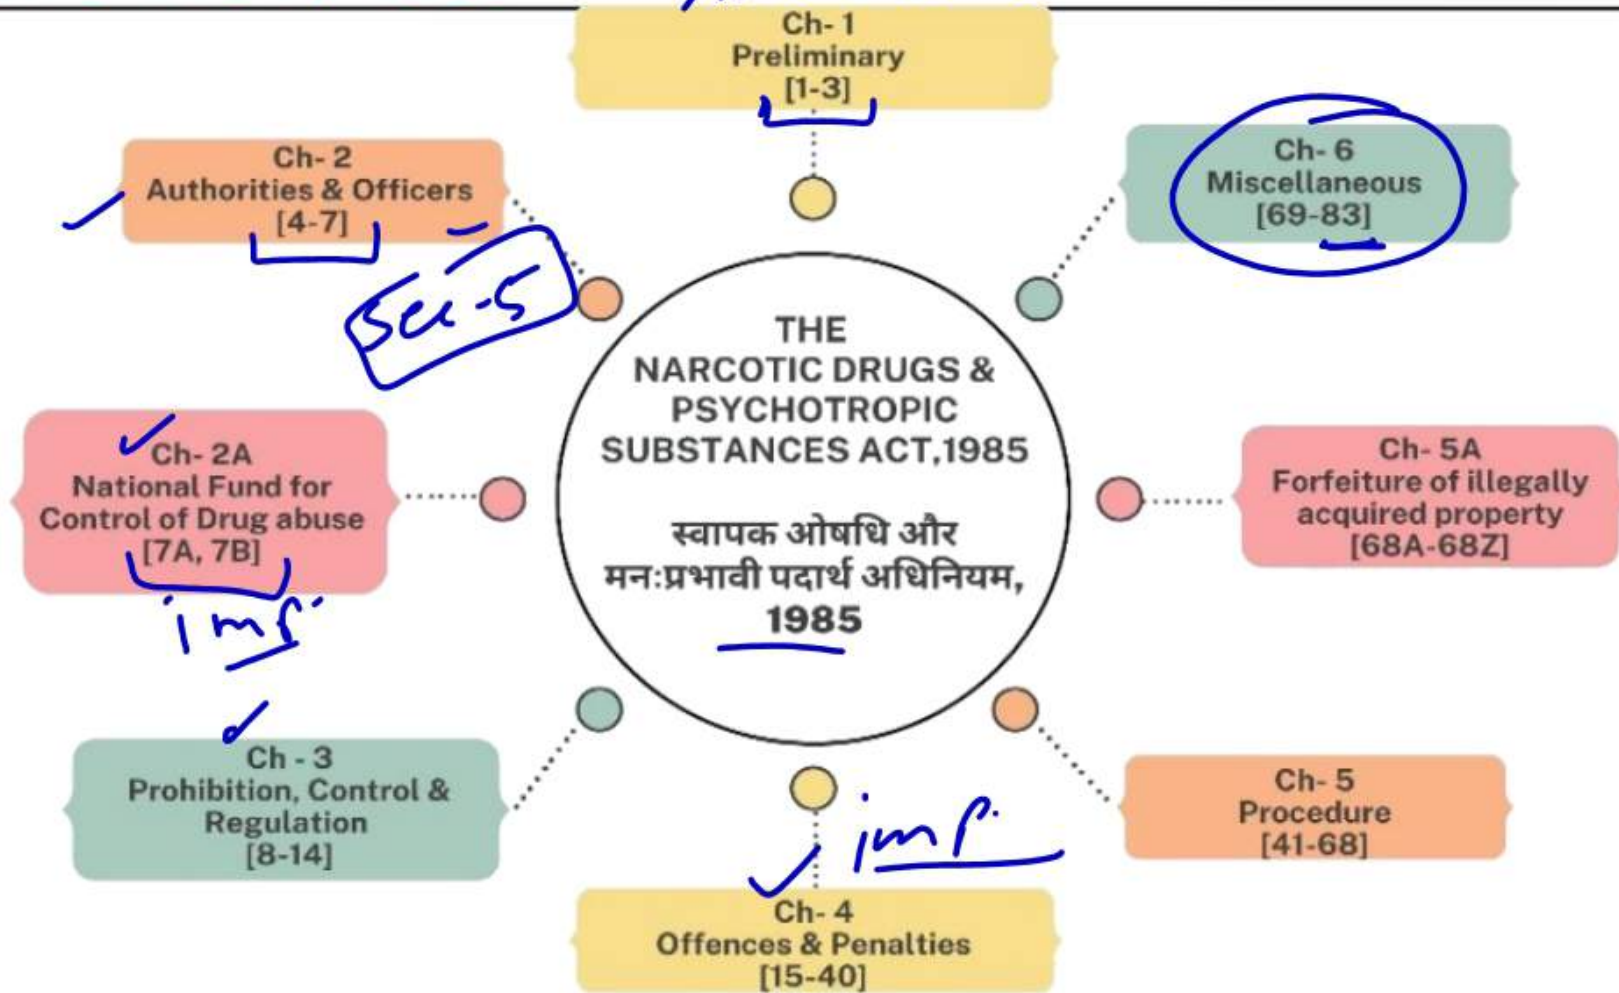 Ch- 1
Preliminary
[1-3]
Ch- 6
Miscellaneous
[69-83]
Ch- 2
Authorities & Officers
[4-7]
Sec-5
THE
NARCOTIC DRUGS &
PSYCHOTROPIC
SUBSTANCES ACT,1985
स्वापक ओषधि और
मन:प्रभावी पदार्थ अधिनियम,
1985
Ch- 2A
National Fund for
Control of Drug abuse
[7A, 7B]
imp.
Ch- 5A
Forfeiture of illegally
acquired property
[68A-68Z]
Ch - 3
Prohibition, Control &
Regulation
[8-14]
Ch- 5
Procedure
[41-68]
imp.
Ch- 4
Offences & Penalties
[15-40]